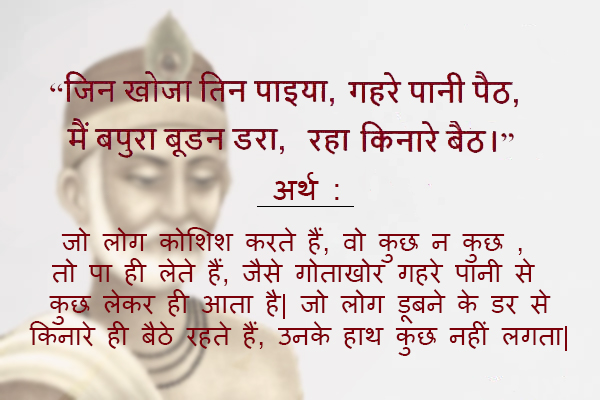 “जिन खोजा तिन पाइया, गहरे पानी पैठ,
मैं बपुरा बूडन डरा, रहा किनारे बैठ।”
अर्थ :
जो लोग कोशिश करते हैं, वो कुछ न कुछ ,
तो पा ही लेते हैं, जैसे गोताखोर गहरे पानी से
कुछ लेकर ही आता है| जो लोग डूबने के डर से
किनारे ही बैठे रहते हैं, उनके हाथ कुछ नहीं लगता|